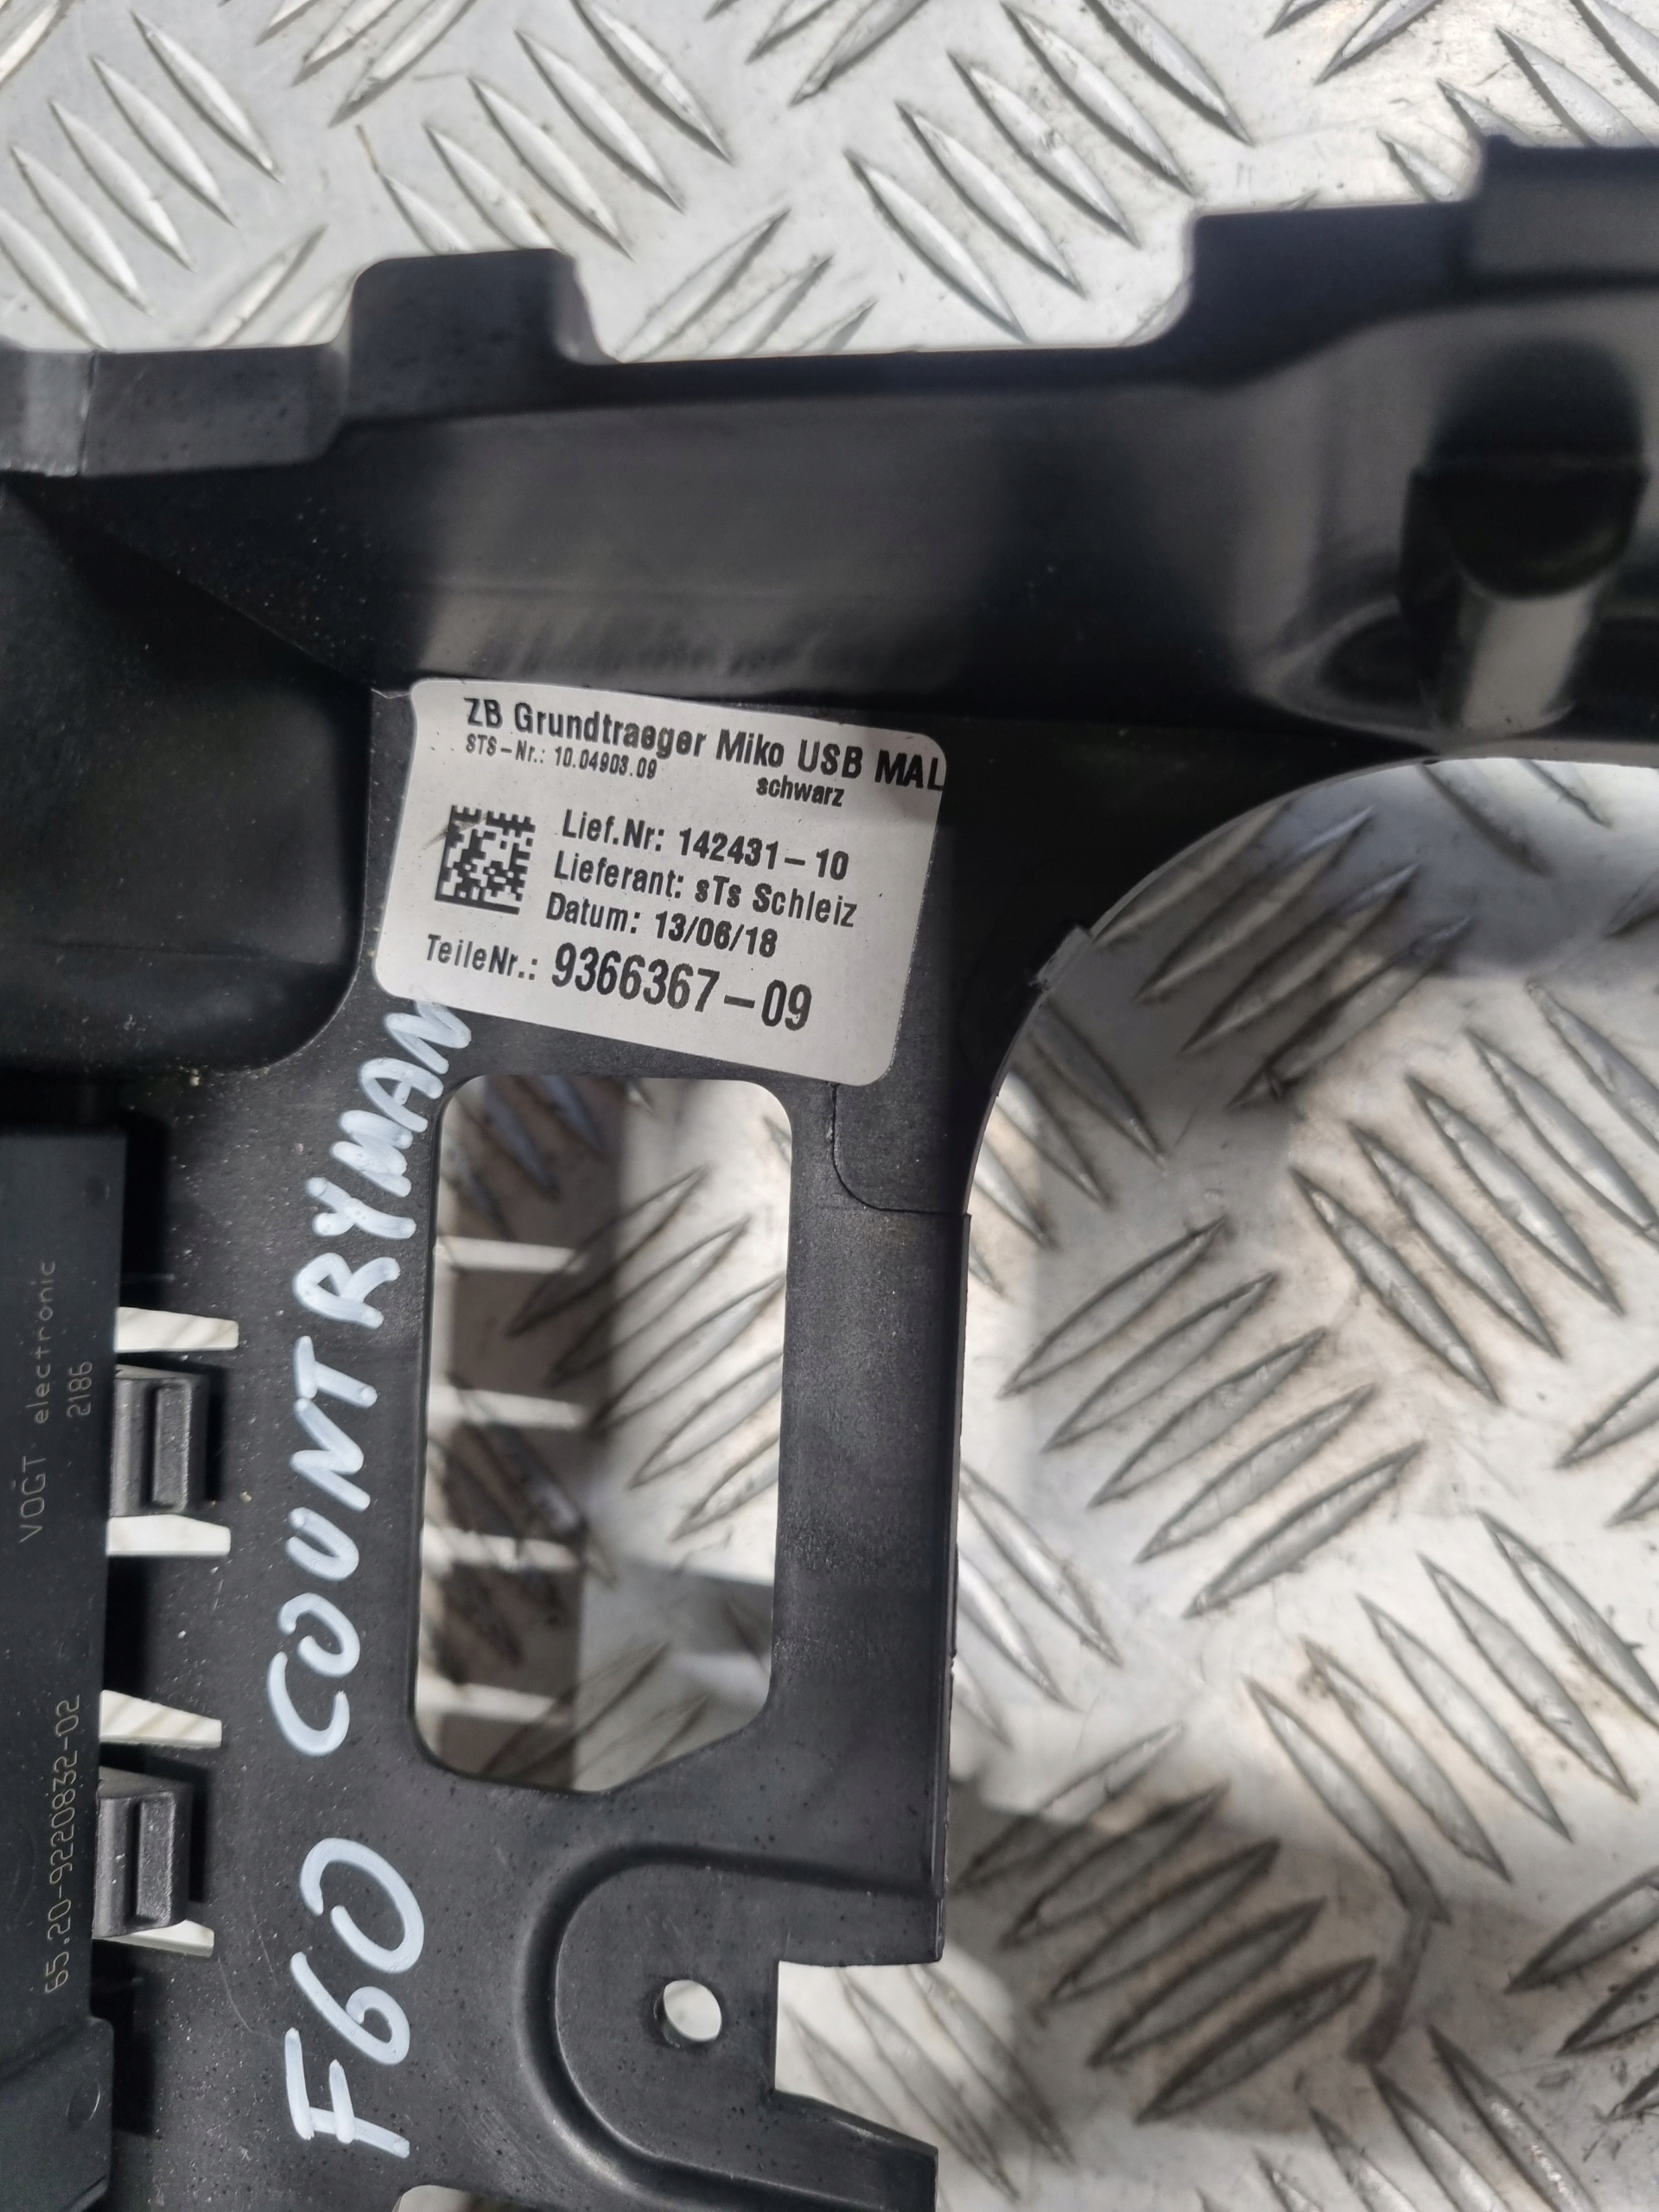 ZB Grundtraeger Miko USB MAL
STS-Nr.: 10.04903.09
schwarz
Lief.Nr: 142431-10
Lieferant: sTs Schleiz
Datum: 13/06/18
TeileNr.: 9366367-09
F60 COUNTRYMAN
VOGT electronic
2186
65.20-9220832-02